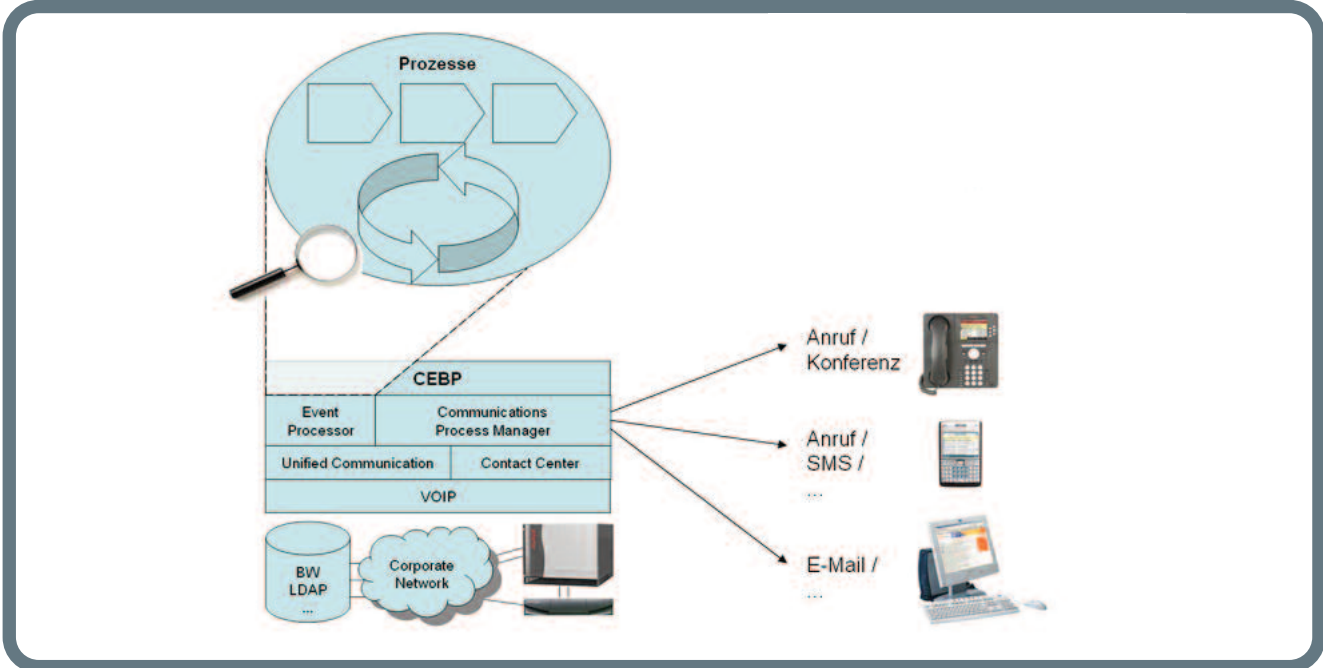 Prozesse
CEBP
Event
Processor
Communications
Process Manager
Unified Communication
Contact Center
VOIP
BW
LDAP
...
Corporate
Network
Anruf /
Konferenz
Anruf /
SMS /
...
E-Mail /
...